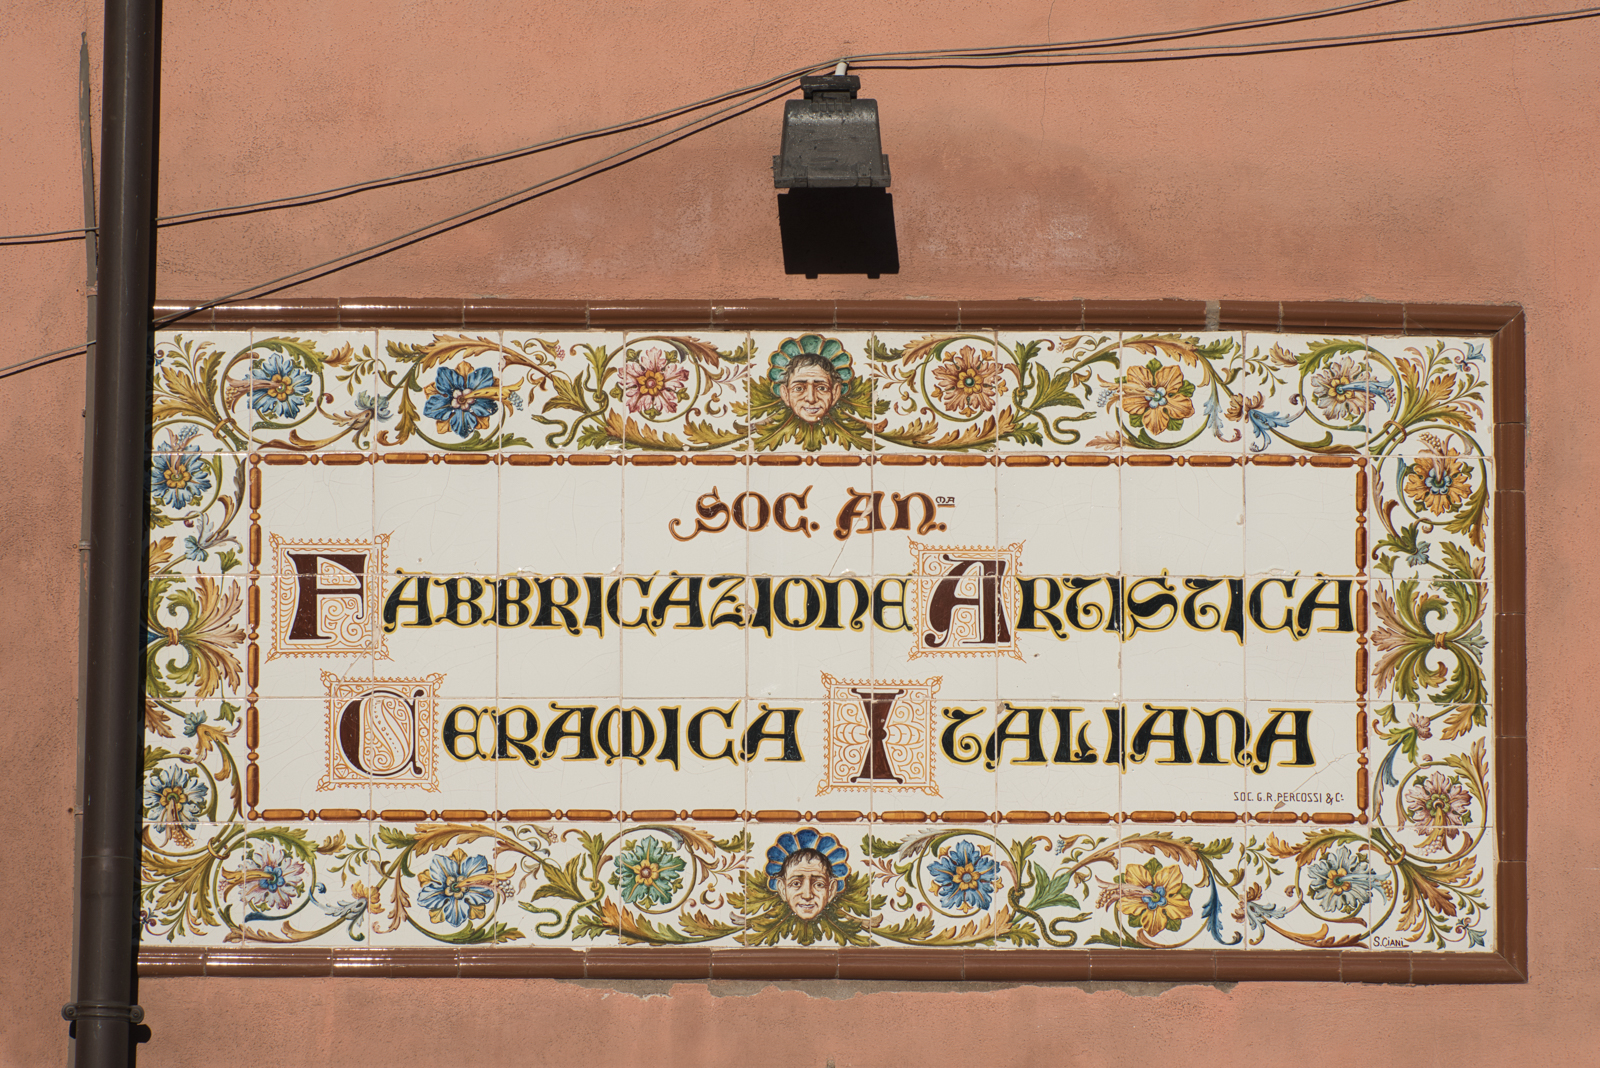 SOC. AN.MA
FABBRICAZIONE ARTISTICA
CERAMICA ITALIANA
SOC. G.R. PERCOSSI & C.
S. CIANI